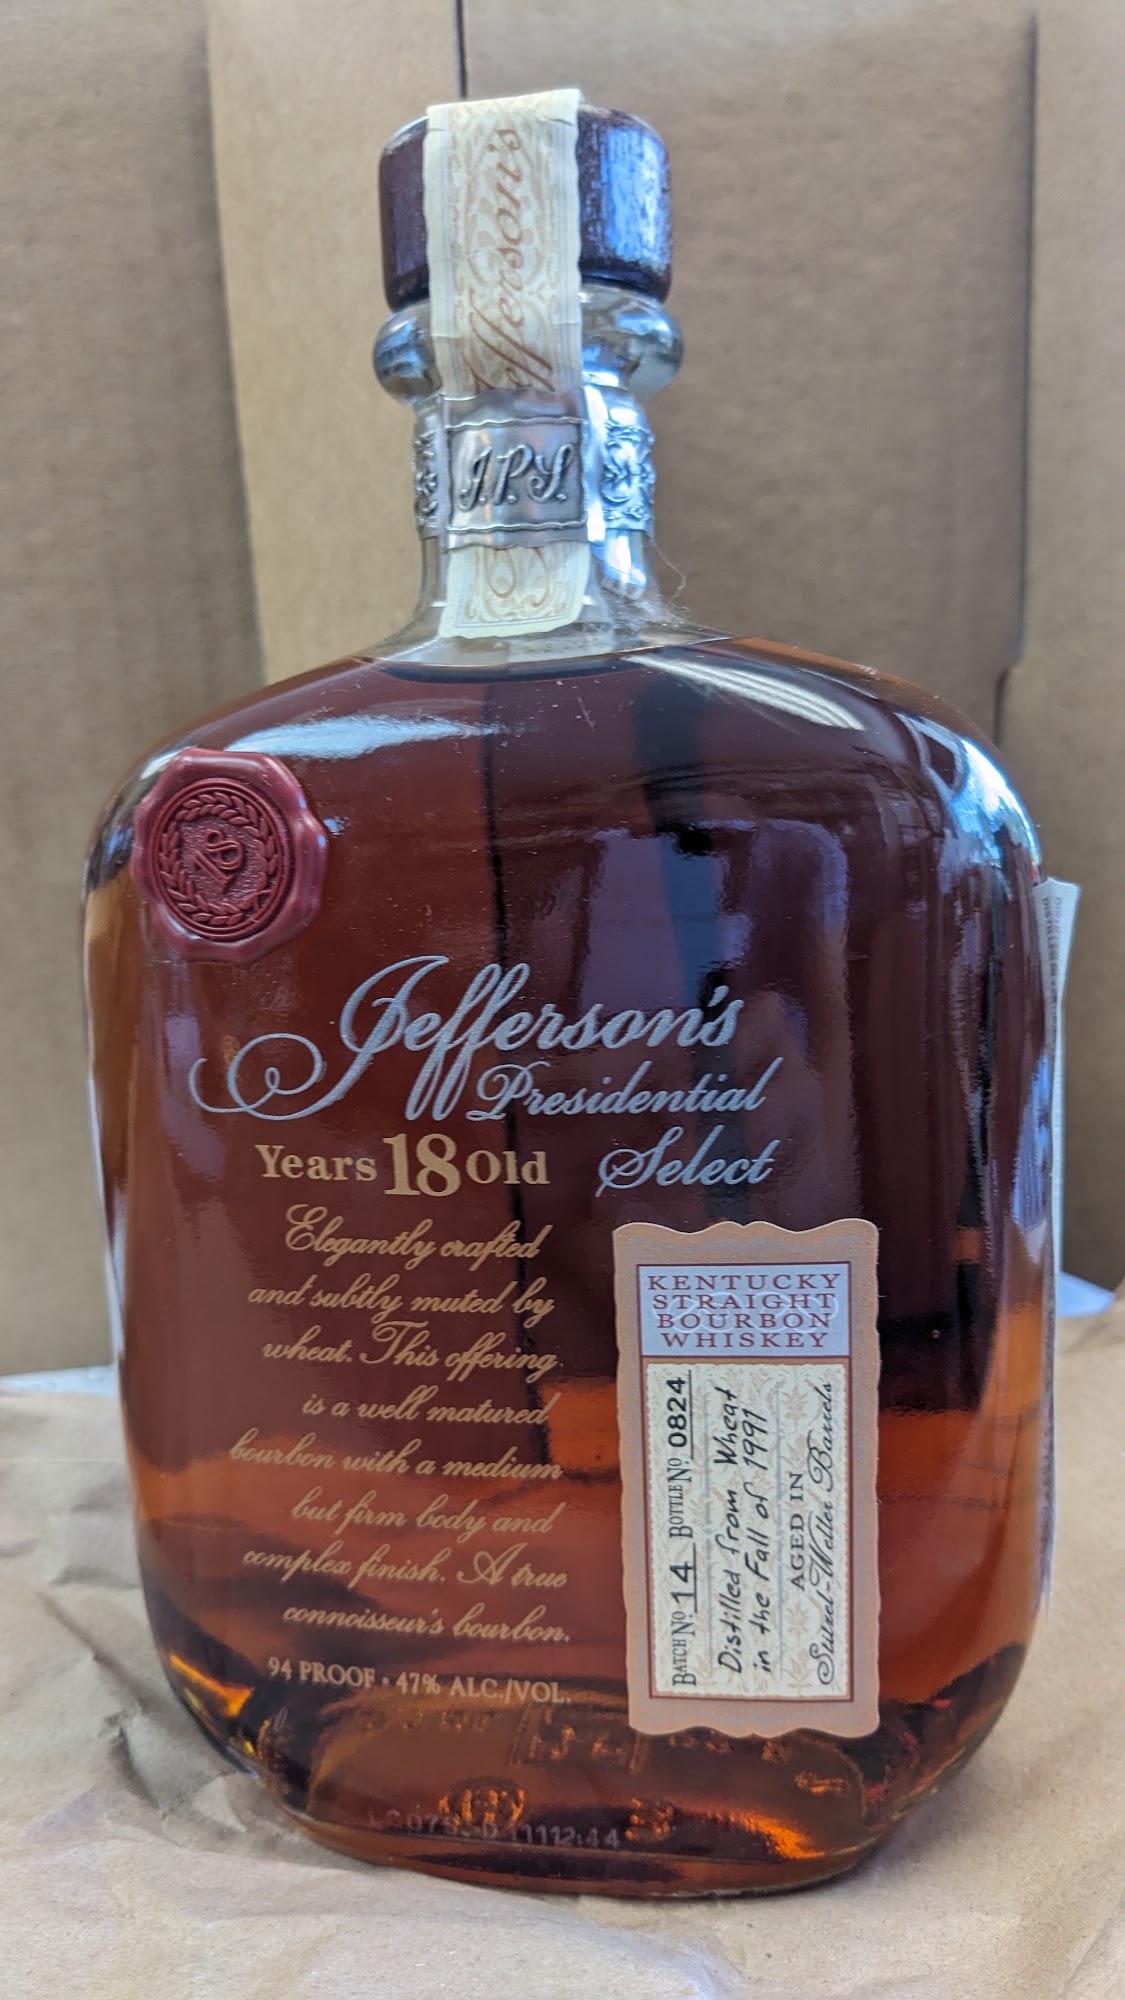 Jefferson's
J.P.S.
18
Jefferson's
Presidential
Select
Years 18 Old
Elegantly crafted
and subtly muted by
wheat. This offering
is a well matured
bourbon with a medium
but firm body and
complex finish. A true
connoisseur's bourbon.
94 PROOF • 47% ALC./VOL.
KENTUCKY
STRAIGHT
BOURBON
WHISKEY
BATCH No. 14 BOTTLE No. 0824
Distilled from Wheat
in the Fall of 1991
AGED IN
Stitzel-Weller Barrels